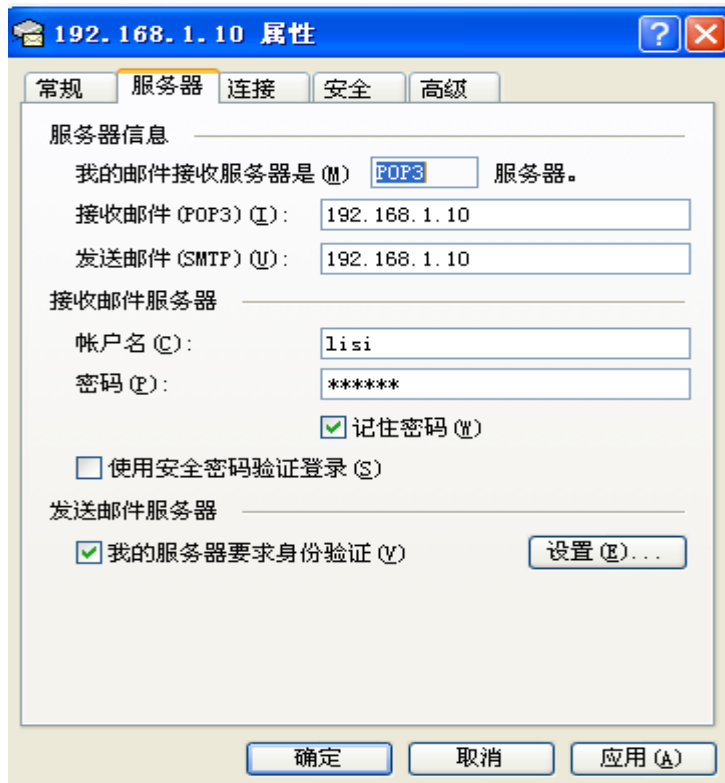 192.168.1.10 属性
常规 服务器 连接 安全 高级
服务器信息
我的邮件接收服务器是(M) POP3 服务器。
接收邮件(POP3)(I): 192.168.1.10
发送邮件(SMTP)(U): 192.168.1.10
接收邮件服务器
帐户名(C): lisi
密码(P): ******
记住密码(W)
使用安全密码验证登录(S)
发送邮件服务器
我的服务器要求身份验证(V) 设置(E)...
确定 取消 应用(A)